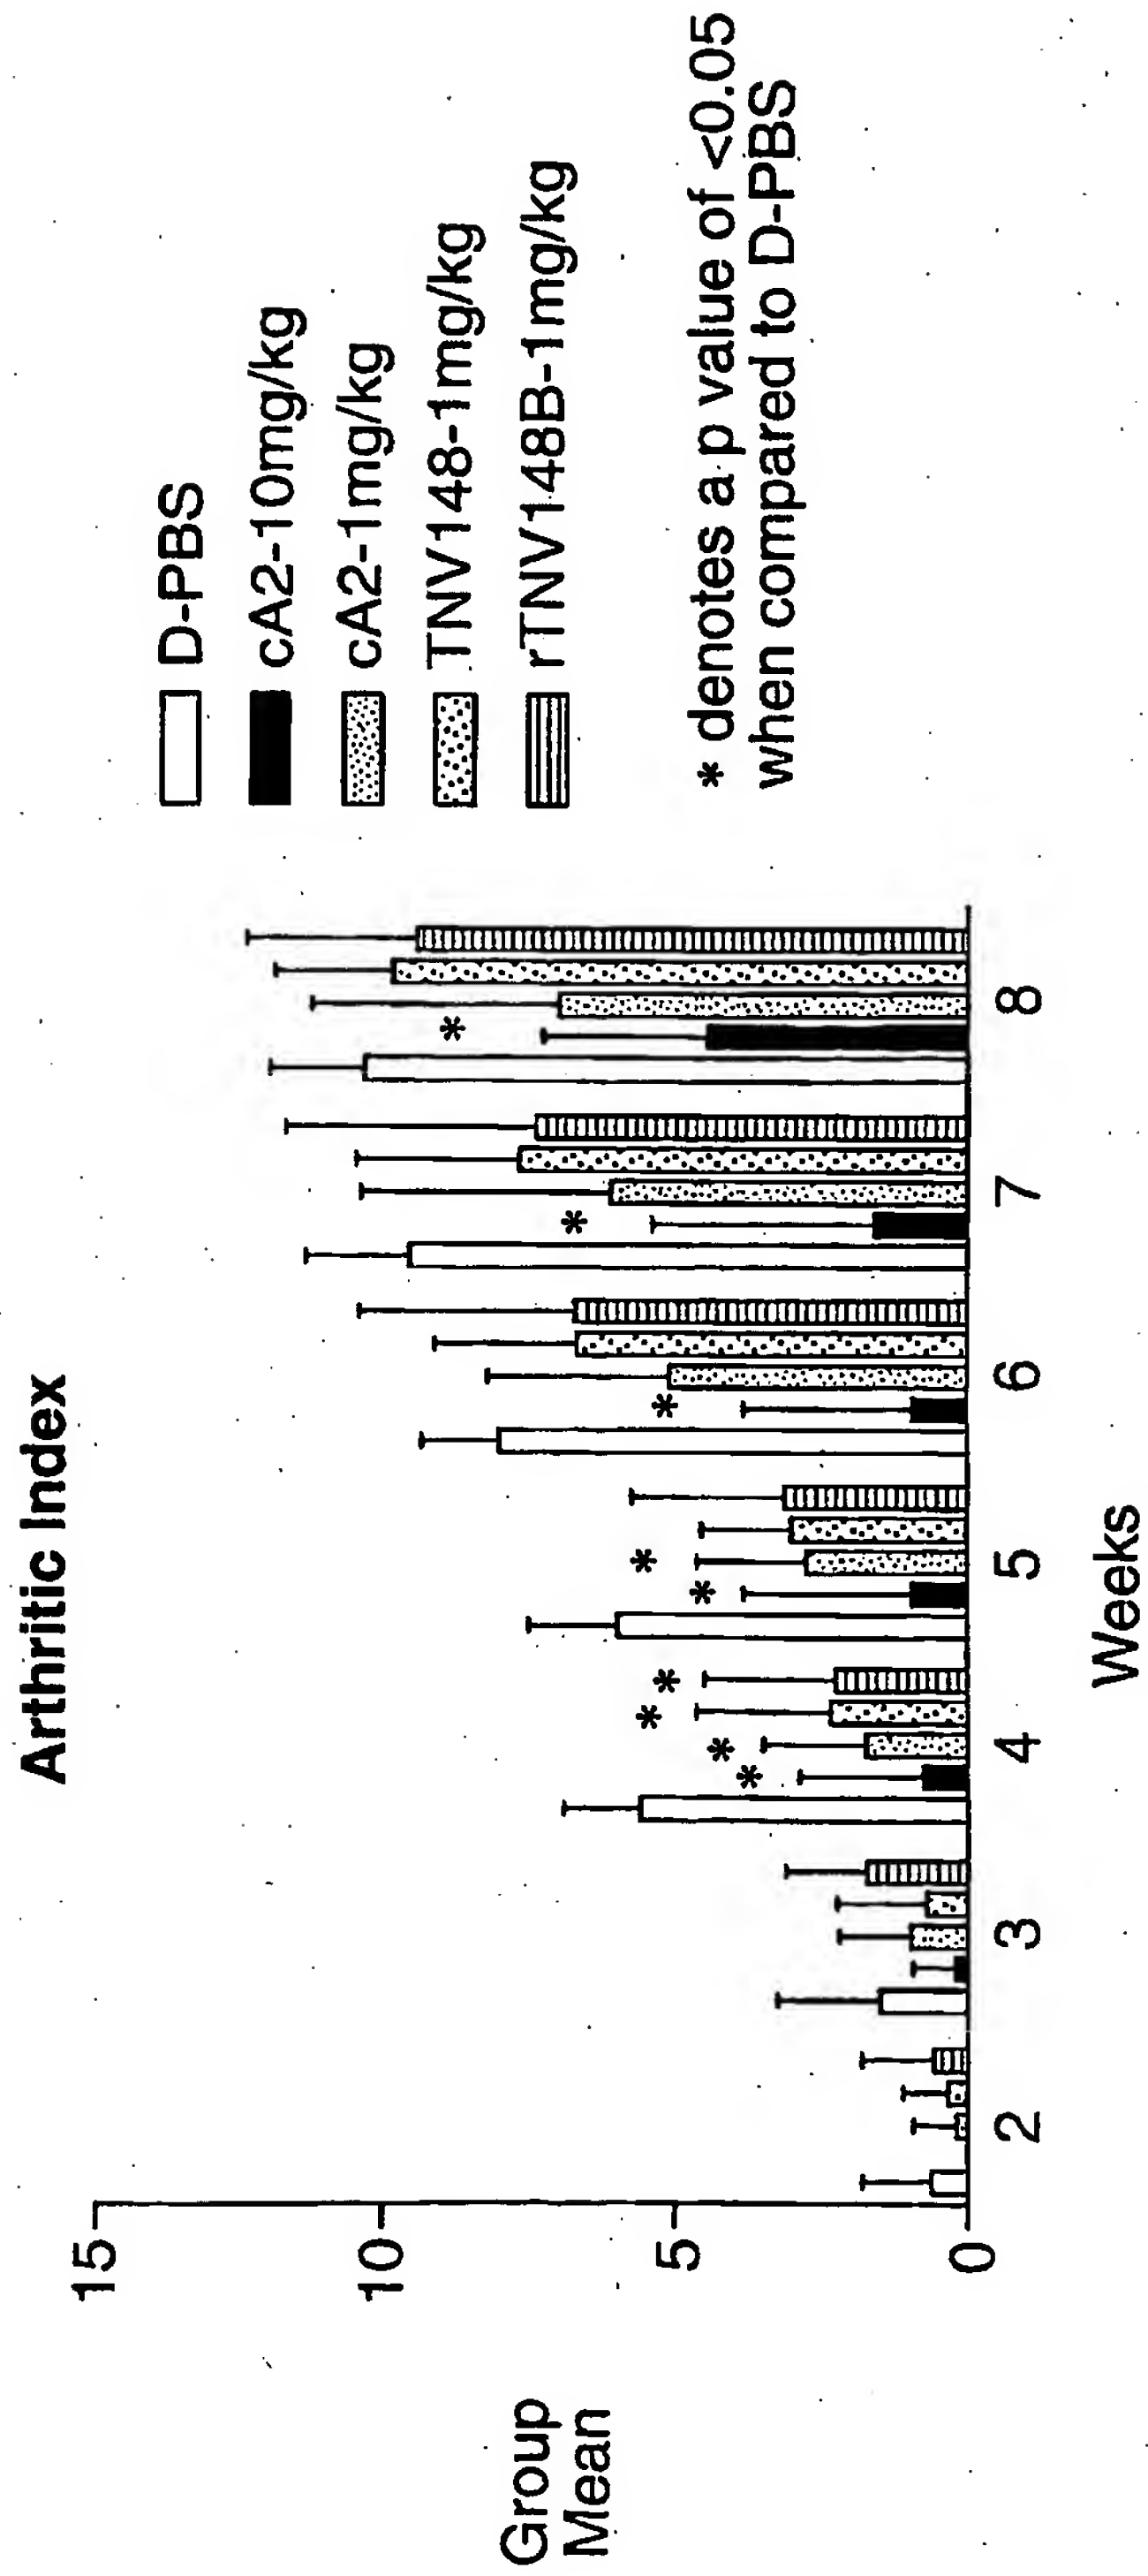 Arthritic Index
Group
Mean
15
10
5
0
2
3
4
5
6
7
8
Weeks
D-PBS
cA2-10mg/kg
cA2-1mg/kg
TNV148-1mg/kg
rTNV148B-1mg/kg
* denotes a p value of <0.05
when compared to D-PBS
*
*
*
*
*
*
*
*
*